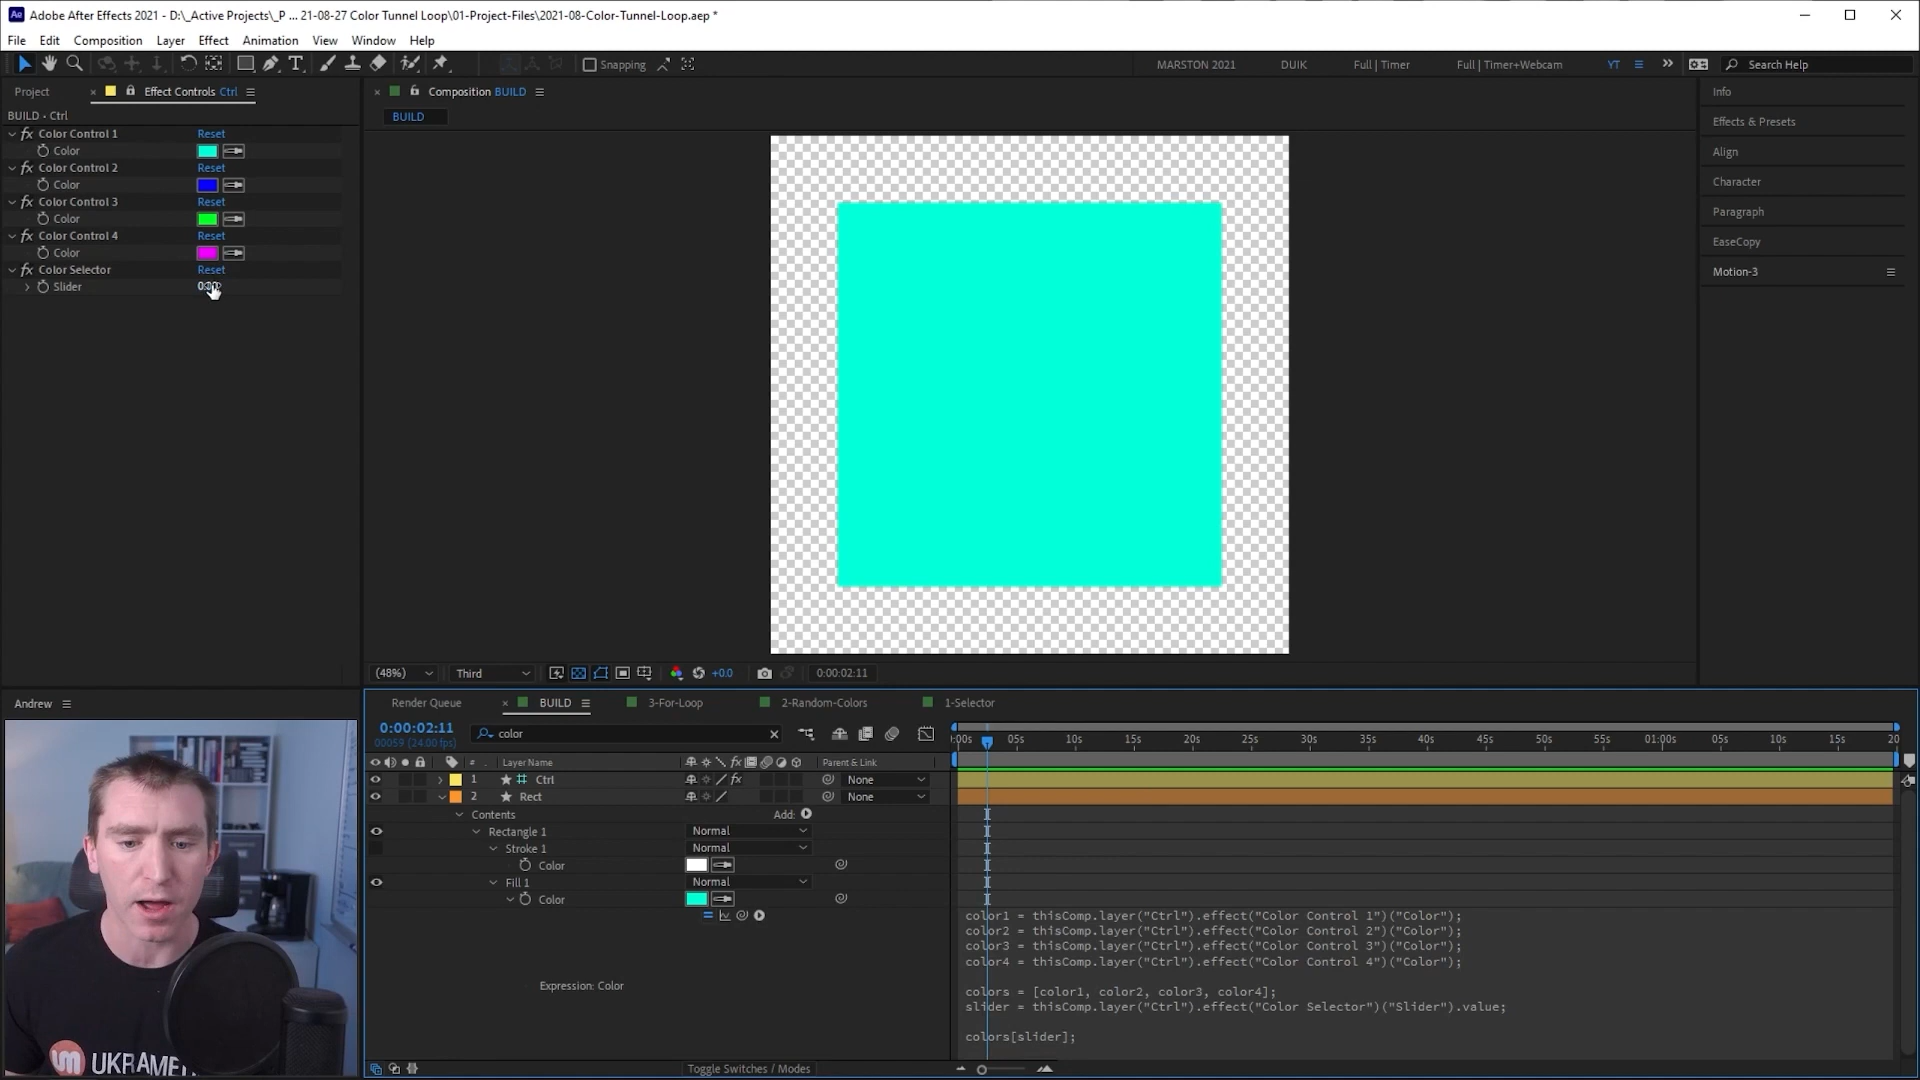 Adobe After Effects 2021 - D:\_Active Projects\_P ... 21-08-27 Color Tunnel Loop\01-Project-Files\2021-08-Color-Tunnel-Loop.aep *
File Edit Composition Layer Effect Animation View Window Help
Snapping MARSTON 2021 DUIK Full | Timer Full | Timer+Webcam YT Search Help
Project Effect Controls Ctrl
BUILD • Ctrl
fx Color Control 1 Reset
Color
fx Color Control 2 Reset
Color
fx Color Control 3 Reset
Color
fx Color Control 4 Reset
Color
fx Color Selector Reset
Slider
Composition BUILD
BUILD
(48%) Third +0.0 0:00:02:11
Info
Effects & Presets
Align
Character
Paragraph
EaseCopy
Motion-3
Andrew
UKRAME
Render Queue BUILD 3-For-Loop 2-Random-Colors 1-Selector
0:00:02:11
00059 (24.00 fps)
color
:00s 05s 10s 15s 20s 25s 30s 35s 40s 45s 50s 55s 01:00s 05s 10s 15s 20
# Layer Name fx Parent & Link
1 Ctrl fx None
2 Rect None
Contents Add:
Rectangle 1 Normal
Stroke 1 Normal
Color
Fill 1 Normal
Color
Expression: Color
color1 = thisComp.layer("Ctrl").effect("Color Control 1")("Color");
color2 = thisComp.layer("Ctrl").effect("Color Control 2")("Color");
color3 = thisComp.layer("Ctrl").effect("Color Control 3")("Color");
color4 = thisComp.layer("Ctrl").effect("Color Control 4")("Color");
colors = [color1, color2, color3, color4];
slider = thisComp.layer("Ctrl").effect("Color Selector")("Slider").value;
colors[slider];
Toggle Switches / Modes